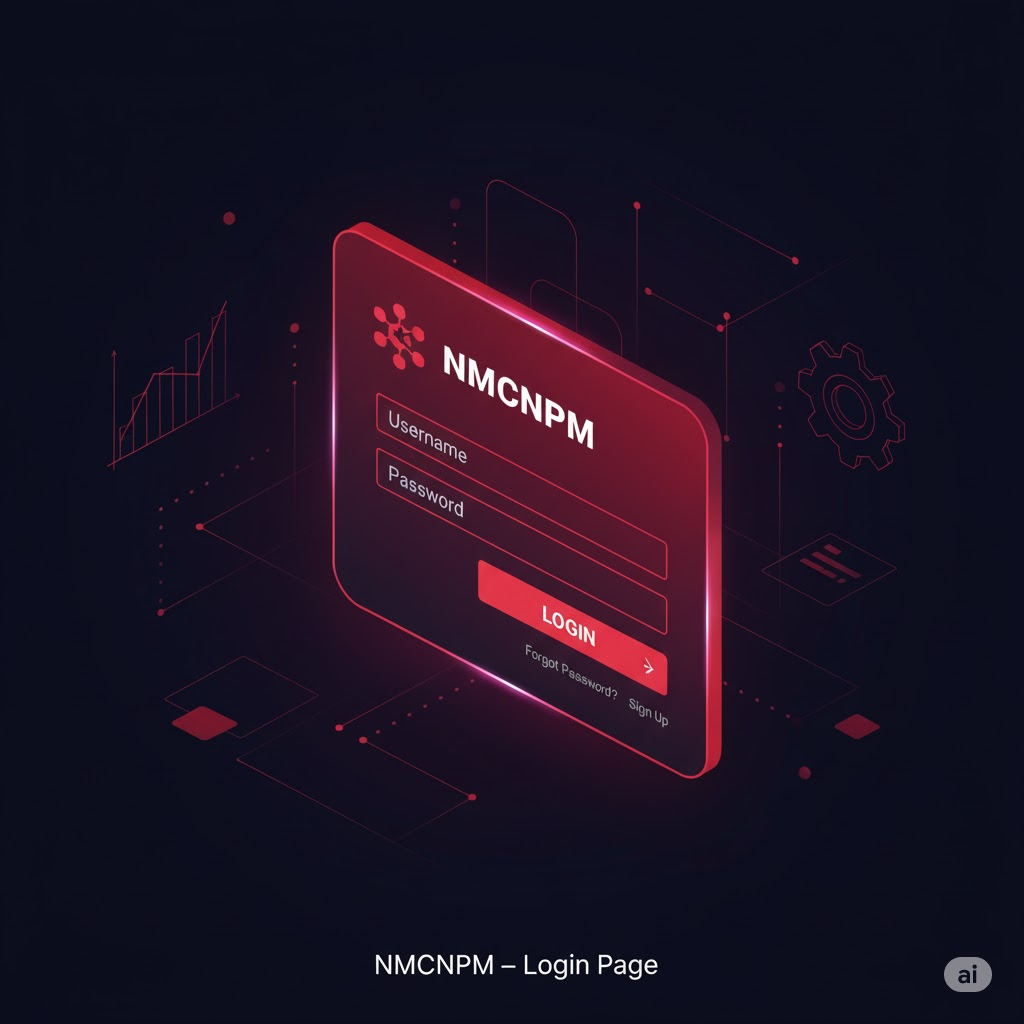 NMCNPM
Username
Password
LOGIN
Forgot Password? Sign Up
NMCNPM – Login Page
ai